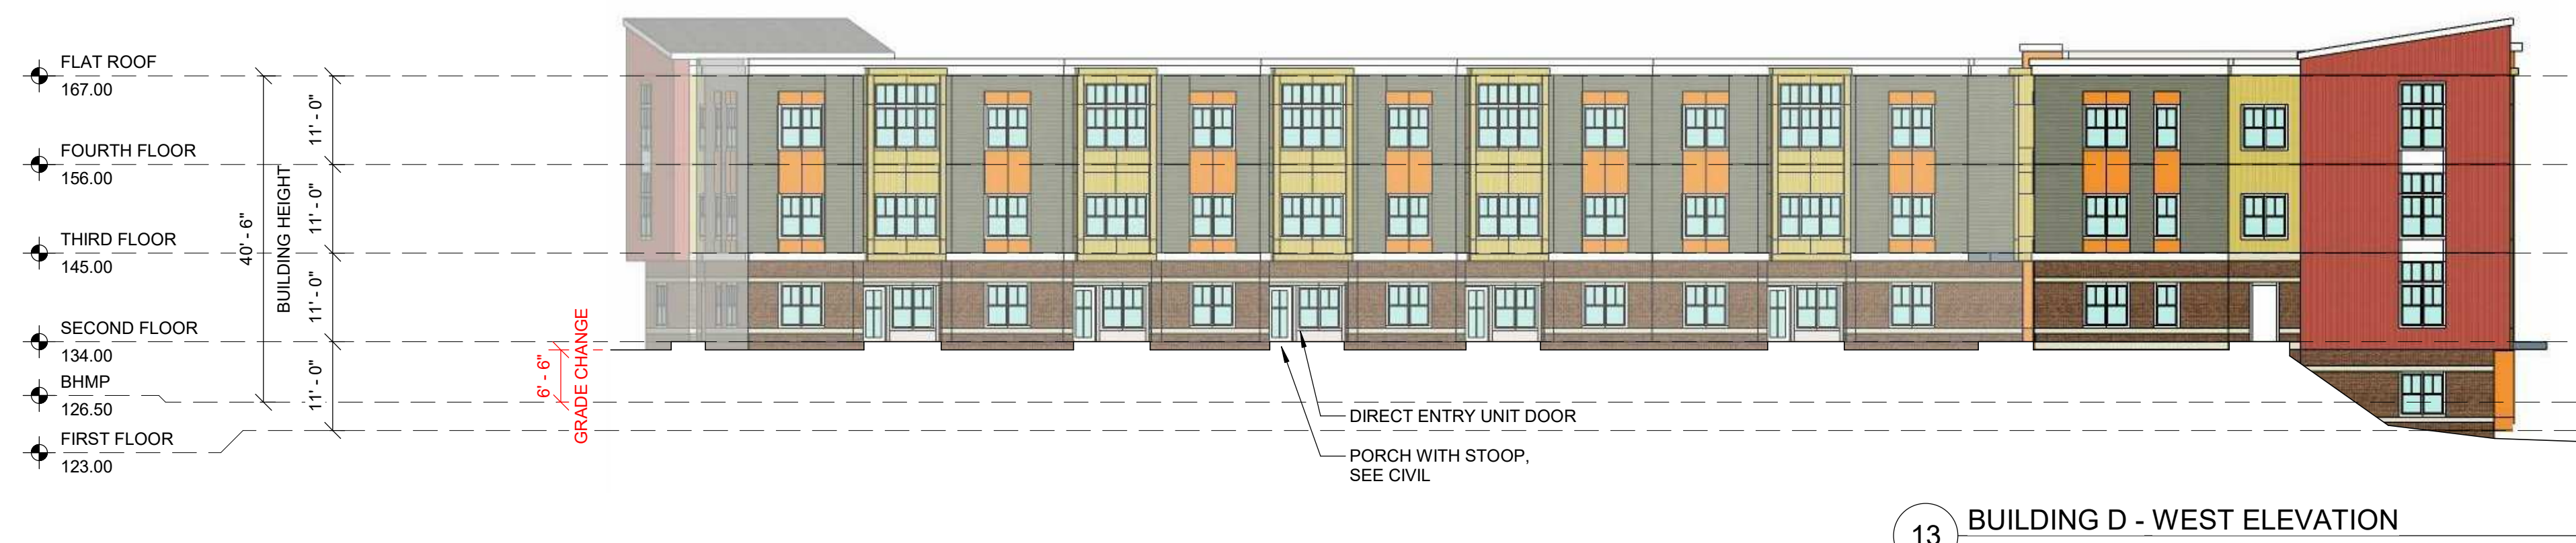 FLAT ROOF
167.00
FOURTH FLOOR
156.00
THIRD FLOOR
145.00
SECOND FLOOR
134.00
BHMP
126.50
FIRST FLOOR
123.00
40' - 6"
BUILDING HEIGHT
11' - 0"
11' - 0"
11' - 0"
11' - 0"
6' - 6"
GRADE CHANGE
DIRECT ENTRY UNIT DOOR
PORCH WITH STOOP,
SEE CIVIL
13
BUILDING D - WEST ELEVATION